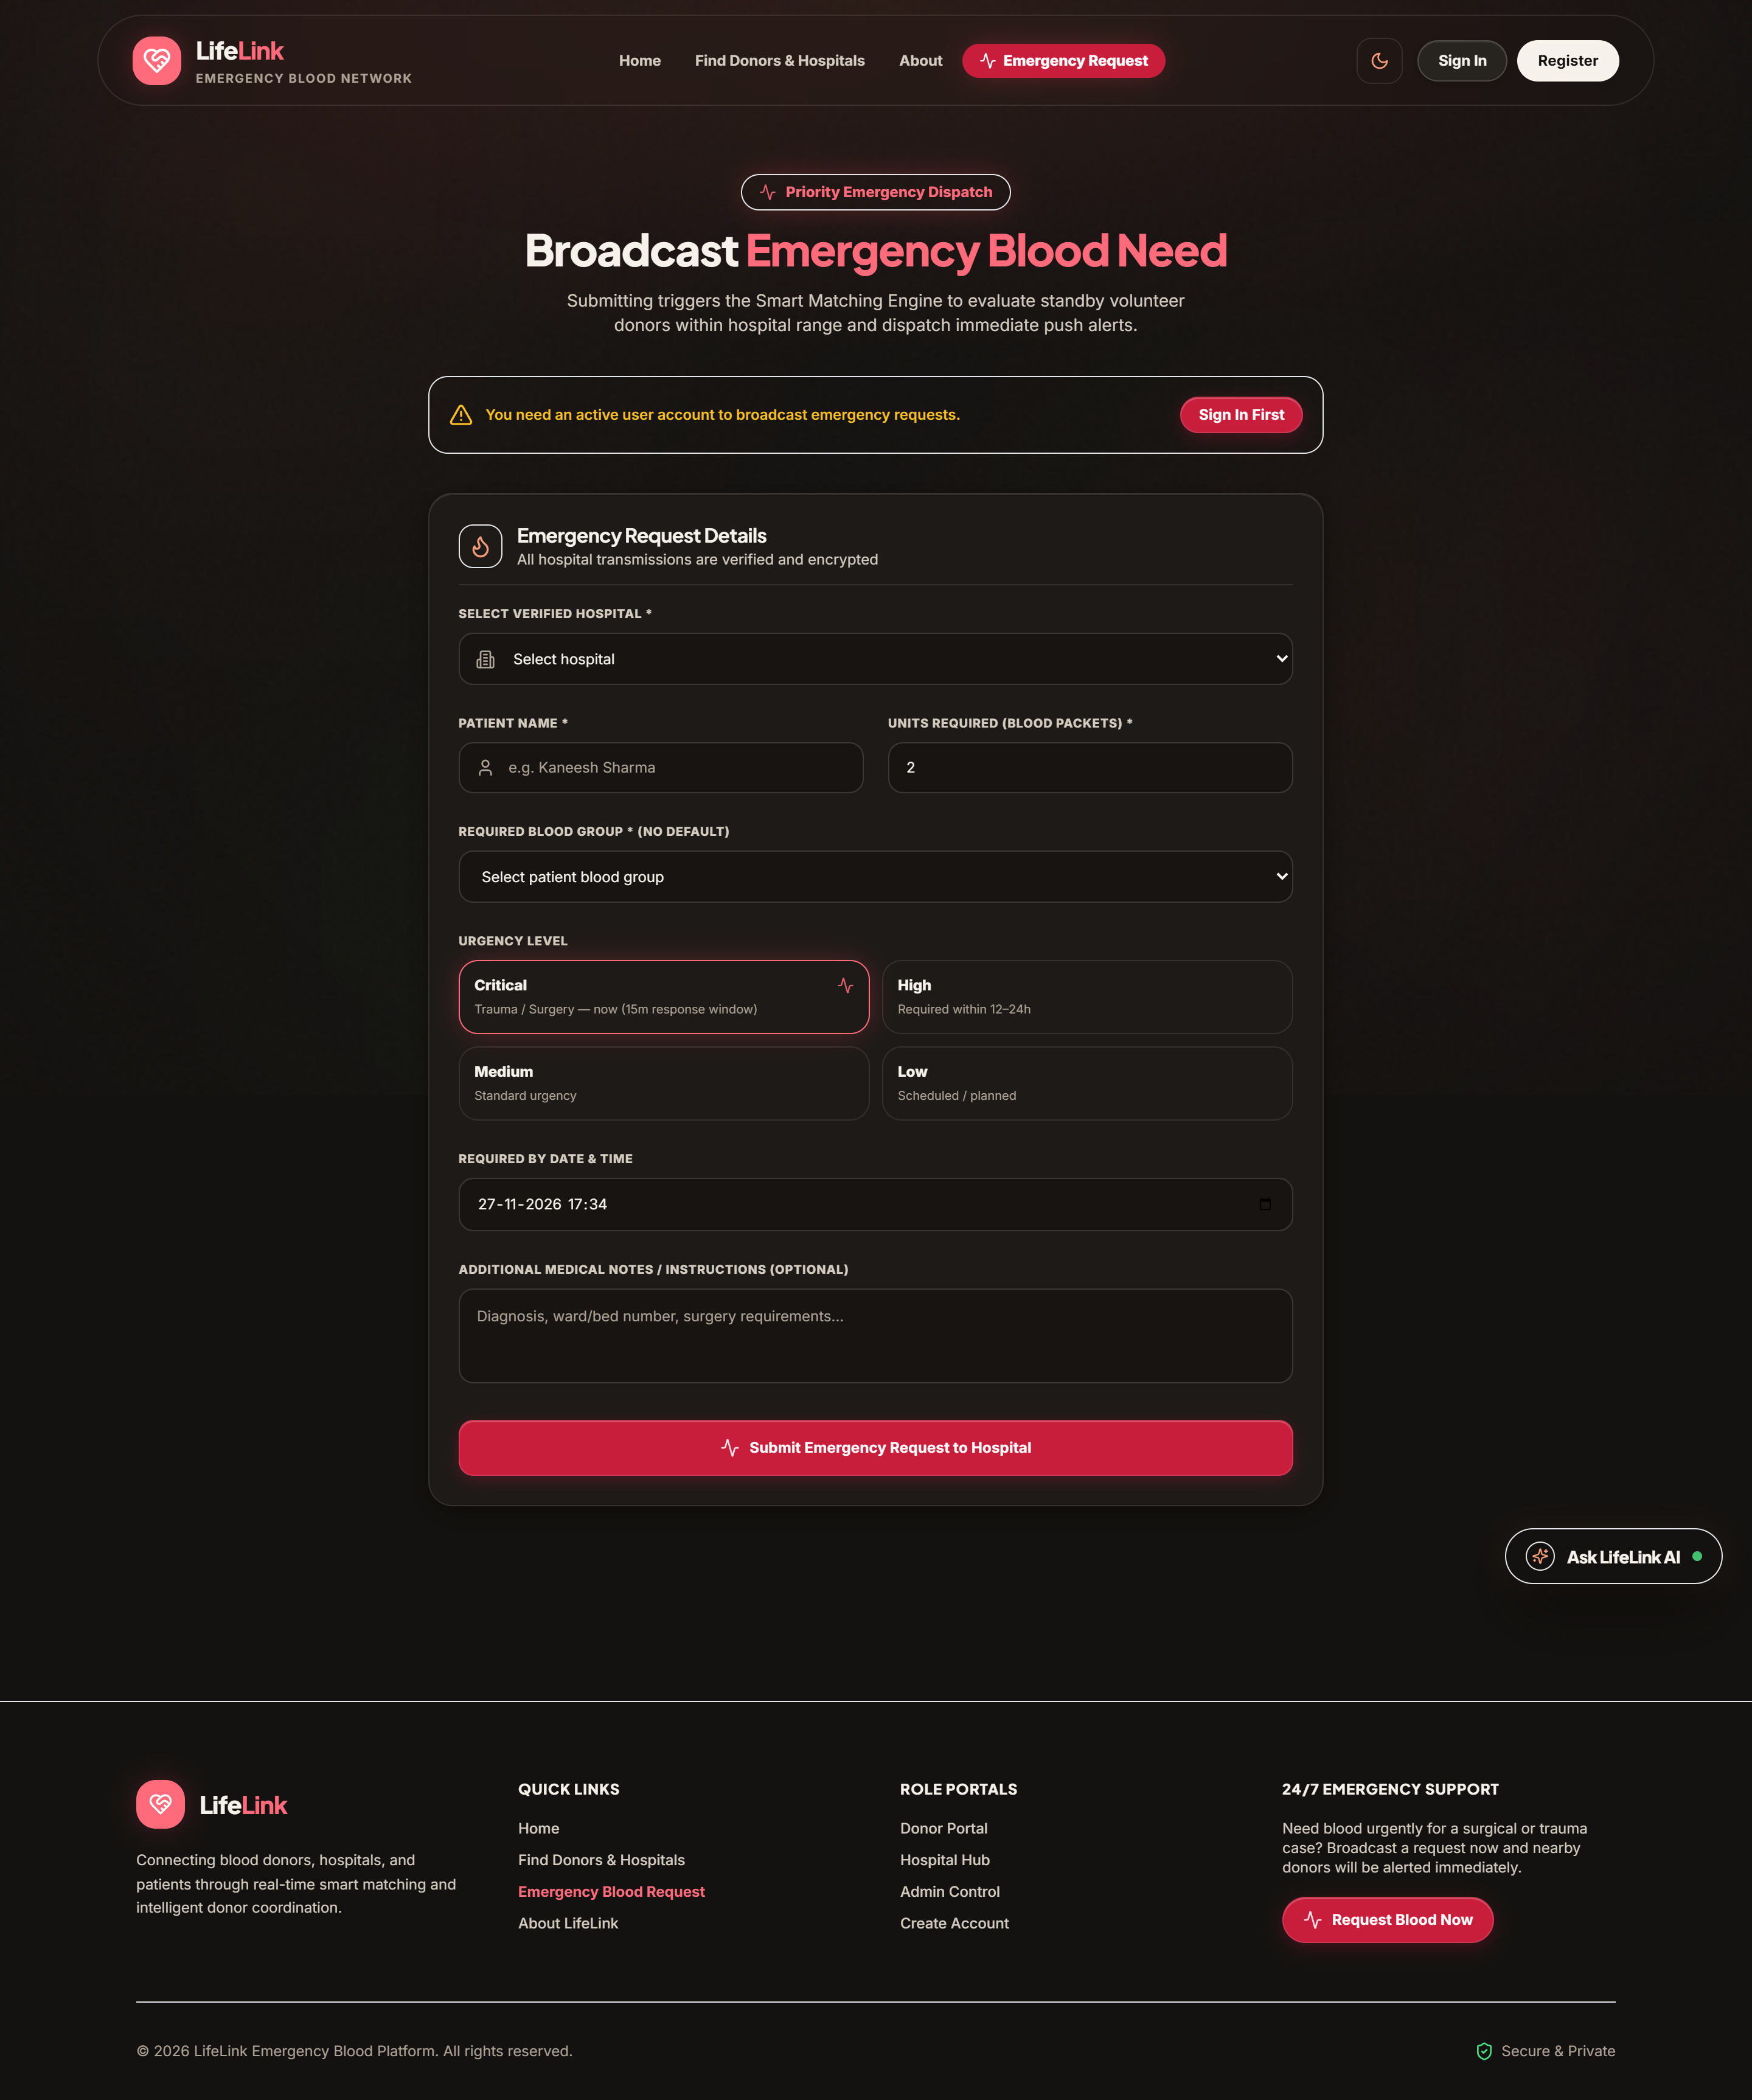 LifeLink
EMERGENCY BLOOD NETWORK
Home
Find Donors & Hospitals
About
Emergency Request
Sign In
Register
Priority Emergency Dispatch
Broadcast Emergency Blood Need
Submitting triggers the Smart Matching Engine to evaluate standby volunteer
donors within hospital range and dispatch immediate push alerts.
You need an active user account to broadcast emergency requests.
Sign In First
Emergency Request Details
All hospital transmissions are verified and encrypted
SELECT VERIFIED HOSPITAL *
Select hospital
PATIENT NAME *
UNITS REQUIRED (BLOOD PACKETS) *
e.g. Kaneesh Sharma
2
REQUIRED BLOOD GROUP * (NO DEFAULT)
Select patient blood group
URGENCY LEVEL
Critical
Trauma / Surgery — now (15m response window)
High
Required within 12–24h
Medium
Standard urgency
Low
Scheduled / planned
REQUIRED BY DATE & TIME
27-11-2026 17:34
ADDITIONAL MEDICAL NOTES / INSTRUCTIONS (OPTIONAL)
Diagnosis, ward/bed number, surgery requirements...
Submit Emergency Request to Hospital
Ask LifeLink AI
LifeLink
Connecting blood donors, hospitals, and
patients through real-time smart matching and
intelligent donor coordination.
QUICK LINKS
Home
Find Donors & Hospitals
Emergency Blood Request
About LifeLink
ROLE PORTALS
Donor Portal
Hospital Hub
Admin Control
Create Account
24/7 EMERGENCY SUPPORT
Need blood urgently for a surgical or trauma
case? Broadcast a request now and nearby
donors will be alerted immediately.
Request Blood Now
© 2026 LifeLink Emergency Blood Platform. All rights reserved.
Secure & Private